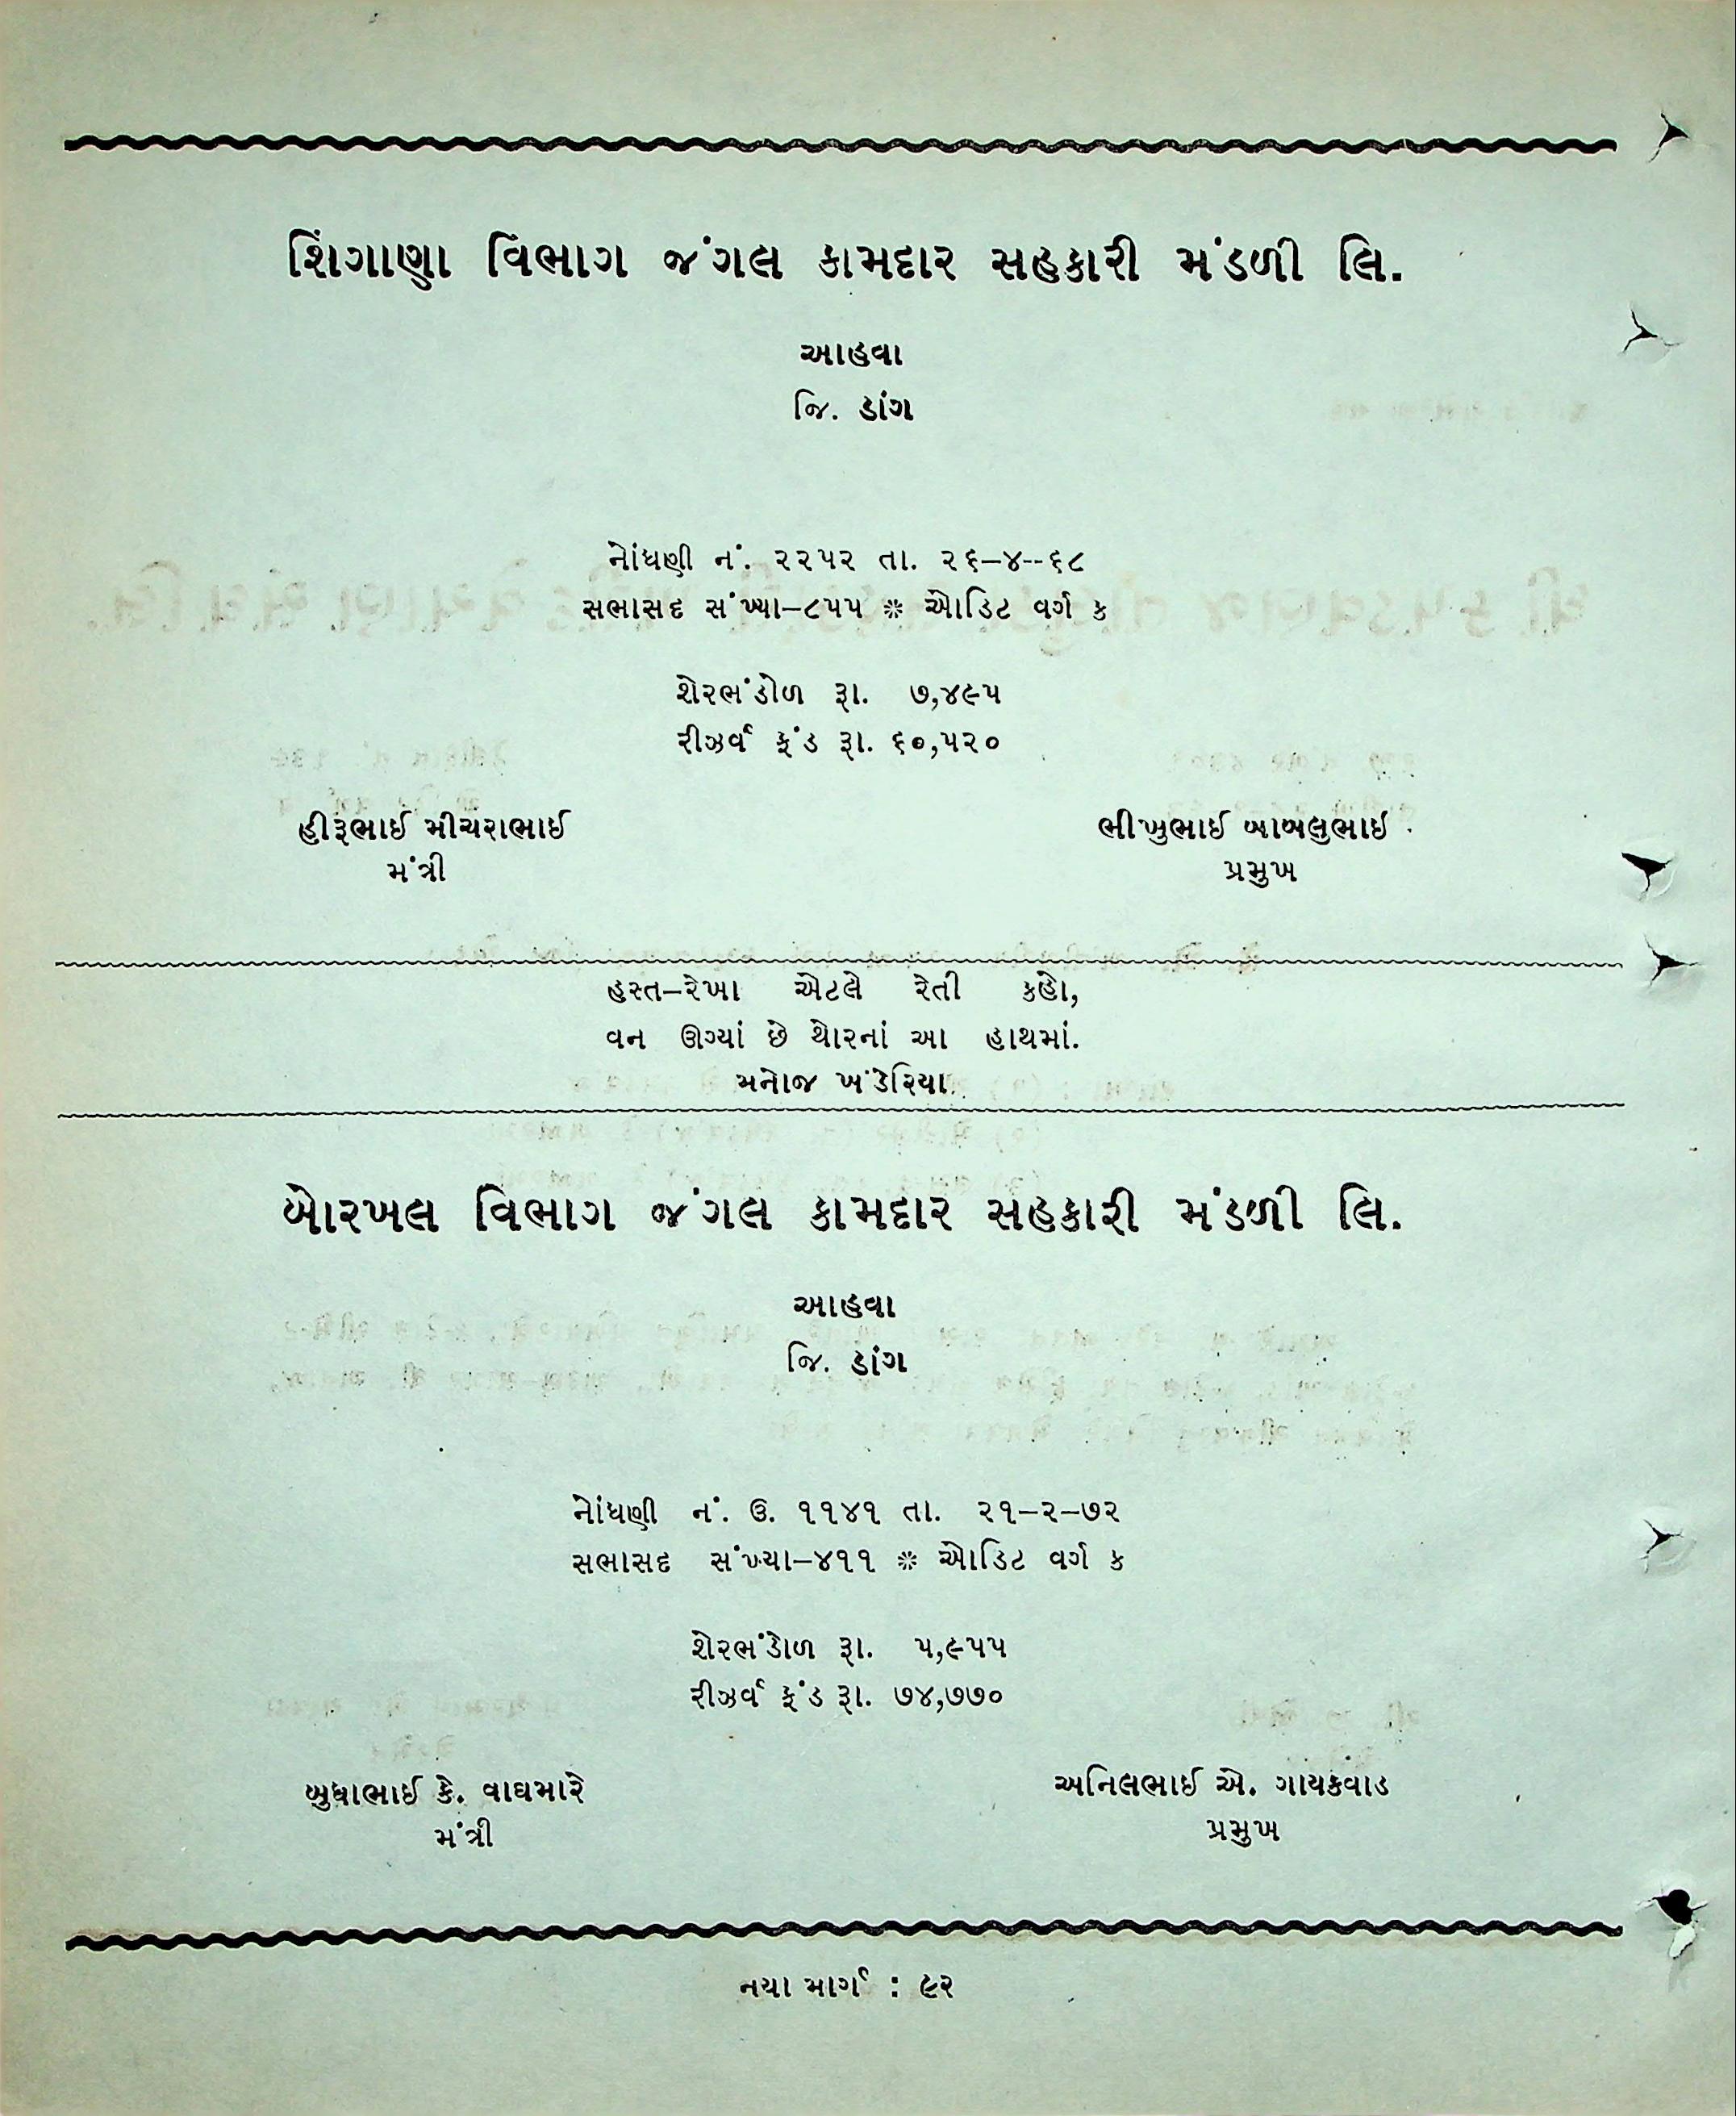 શિંગાણા વિભાગ જંગલ કામદાર સહકારી મંડળી લિ.
આહવા
જિ. ડાંગ
નોંધણી નં. ૨૨૫૨ તા. ૨૬–૪--૬૮
સભાસદ સંખ્યા–૮૫૫ * ઓડિટ વર્ગ ક
શેરભંડોળ રૂા. ૭,૪૯૫
રીઝર્વ ફંડ રૂા. ૬૦,૫૨૦
હીરૂભાઈ મીચરાભાઈ ભીખુભાઈ બાબલુભાઈ
મંત્રી પ્રમુખ
હસ્ત–રેખા એટલે રેતી કહો,
વન ઊગ્યાં છે થોરનાં આ હાથમાં.
મનોજ ખંડેરિયા
બોરખલ વિભાગ જંગલ કામદાર સહકારી મંડળી લિ.
આહવા
જિ. ડાંગ
નોંધણી નં. ઉ. ૧૧૪૧ તા. ૨૧–૨–૭૨
સભાસદ સંખ્યા–૪૧૧ * ઓડિટ વર્ગ ક
શેરભંડોળ રૂા. ૫,૯૫૫
રીઝર્વ ફંડ રૂા. ૭૪,૭૭૦
બુધાભાઈ કે. વાઘમારે અનિલભાઈ એ. ગાયકવાડ
મંત્રી પ્રમુખ
નયા માર્ગ : ૯૨